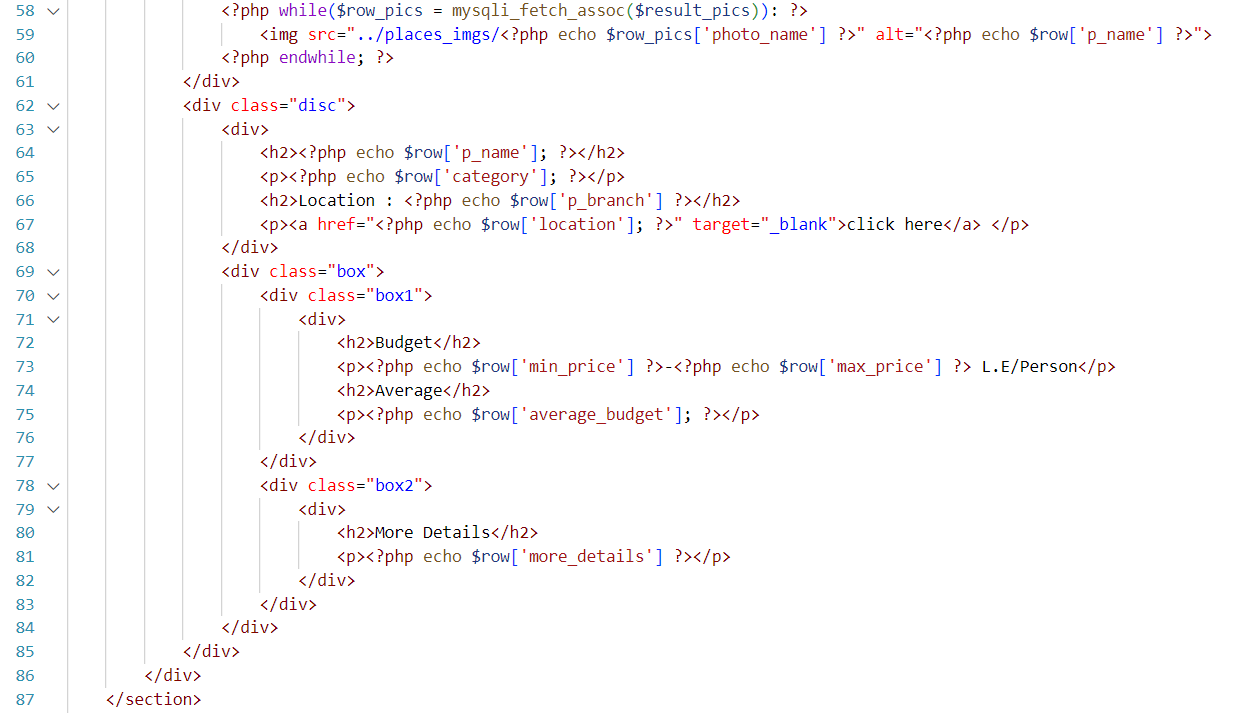 58 <?php while($row_pics = mysqli_fetch_assoc($result_pics)): ?>
59 <img src="../places_imgs/<?php echo $row_pics['photo_name'] ?>" alt="<?php echo $row['p_name'] ?>">
60 <?php endwhile; ?>
61 </div>
62 <div class="disc">
63 <div>
64 <h2><?php echo $row['p_name']; ?></h2>
65 <p><?php echo $row['category']; ?></p>
66 <h2>Location : <?php echo $row['p_branch'] ?></h2>
67 <p><a href="<?php echo $row['location']; ?>" target="_blank">click here</a> </p>
68 </div>
69 <div class="box">
70 <div class="box1">
71 <div>
72 <h2>Budget</h2>
73 <p><?php echo $row['min_price'] ?>-<?php echo $row['max_price'] ?> L.E/Person</p>
74 <h2>Average</h2>
75 <p><?php echo $row['average_budget']; ?></p>
76 </div>
77 </div>
78 <div class="box2">
79 <div>
80 <h2>More Details</h2>
81 <p><?php echo $row['more_details'] ?></p>
82 </div>
83 </div>
84 </div>
85 </div>
86 </div>
87 </section>